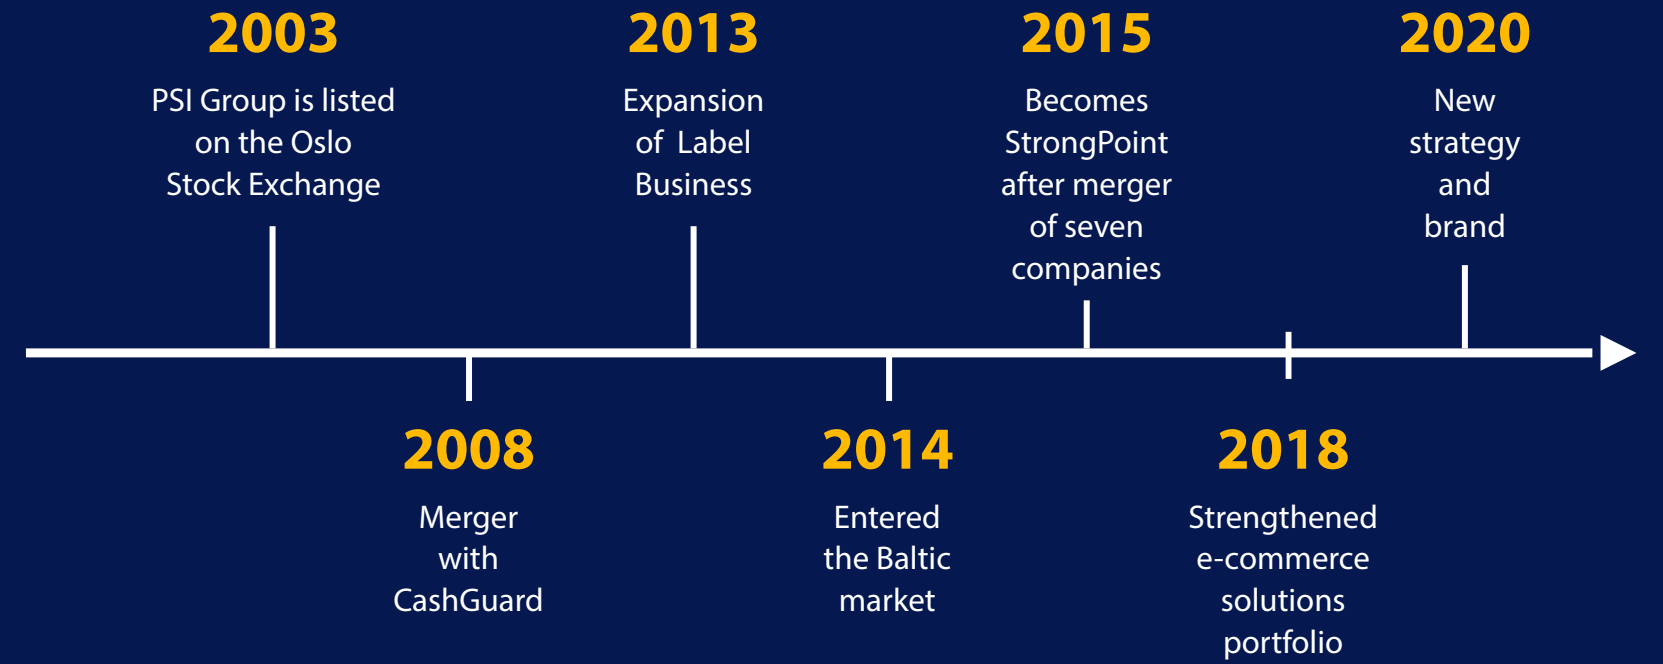 2003
PSI Group is listed
on the Oslo
Stock Exchange
2013
Expansion
of Label
Business
2015
Becomes
StrongPoint
after merger
of seven
companies
2020
New
strategy
and
brand
2008
Merger
with
CashGuard
2014
Entered
the Baltic
market
2018
Strengthened
e-commerce
solutions
portfolio